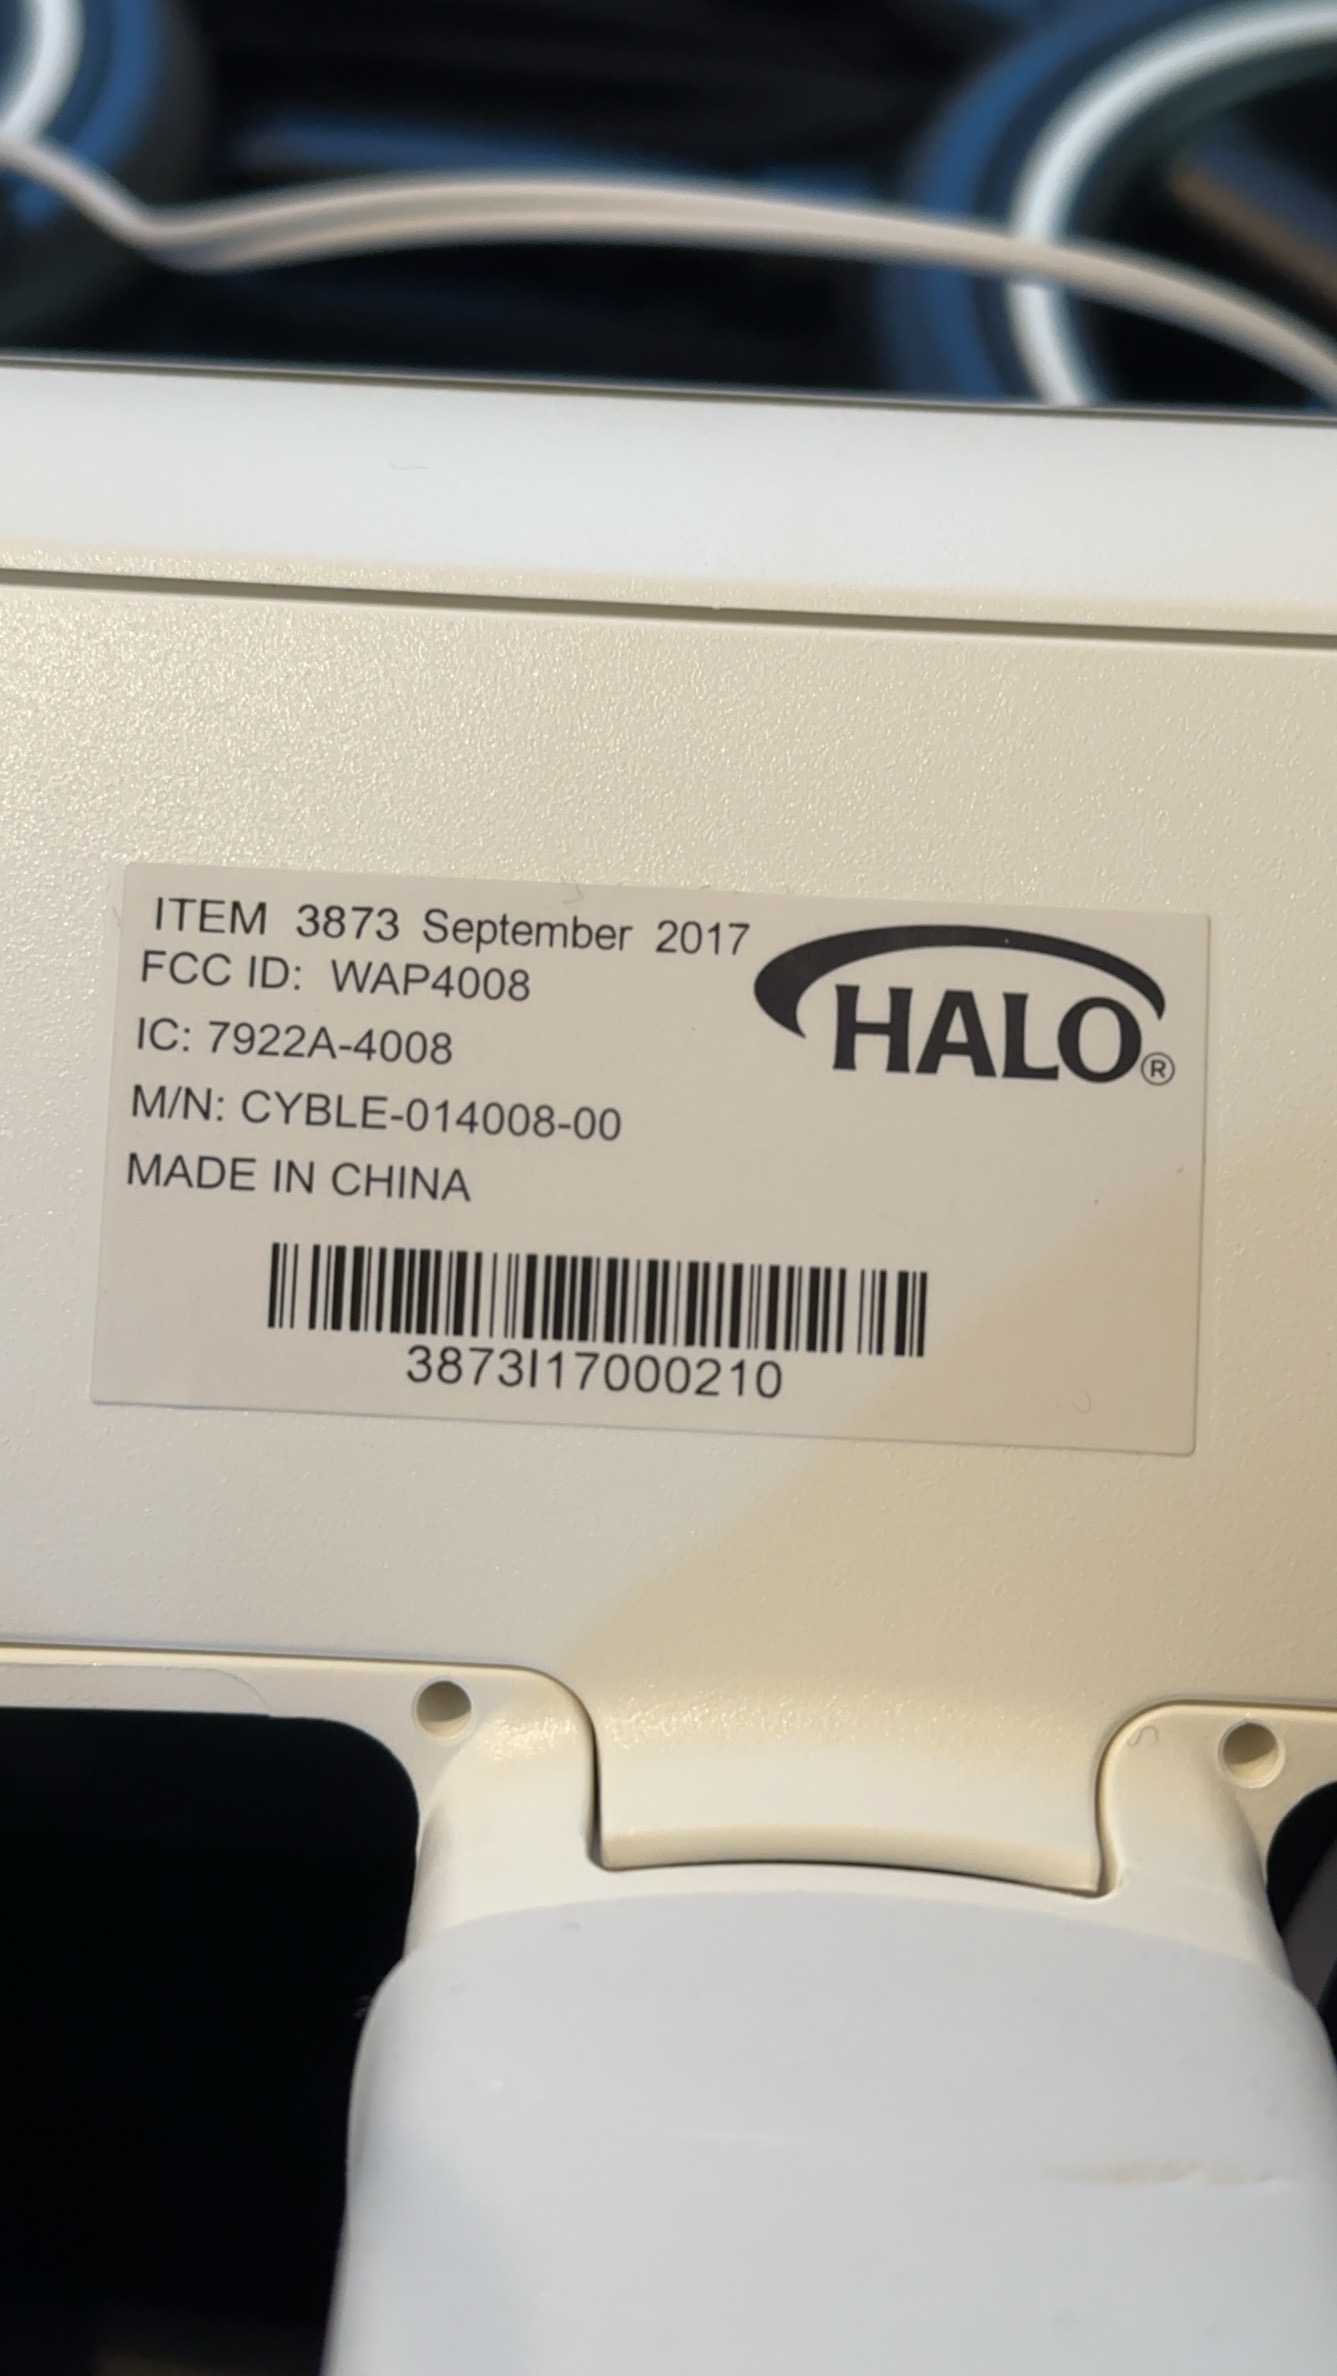 ITEM 3873 September 2017
FCC ID: WAP4008
IC: 7922A-4008
M/N: CYBLE-014008-00
MADE IN CHINA
HALO®
3873I17000210